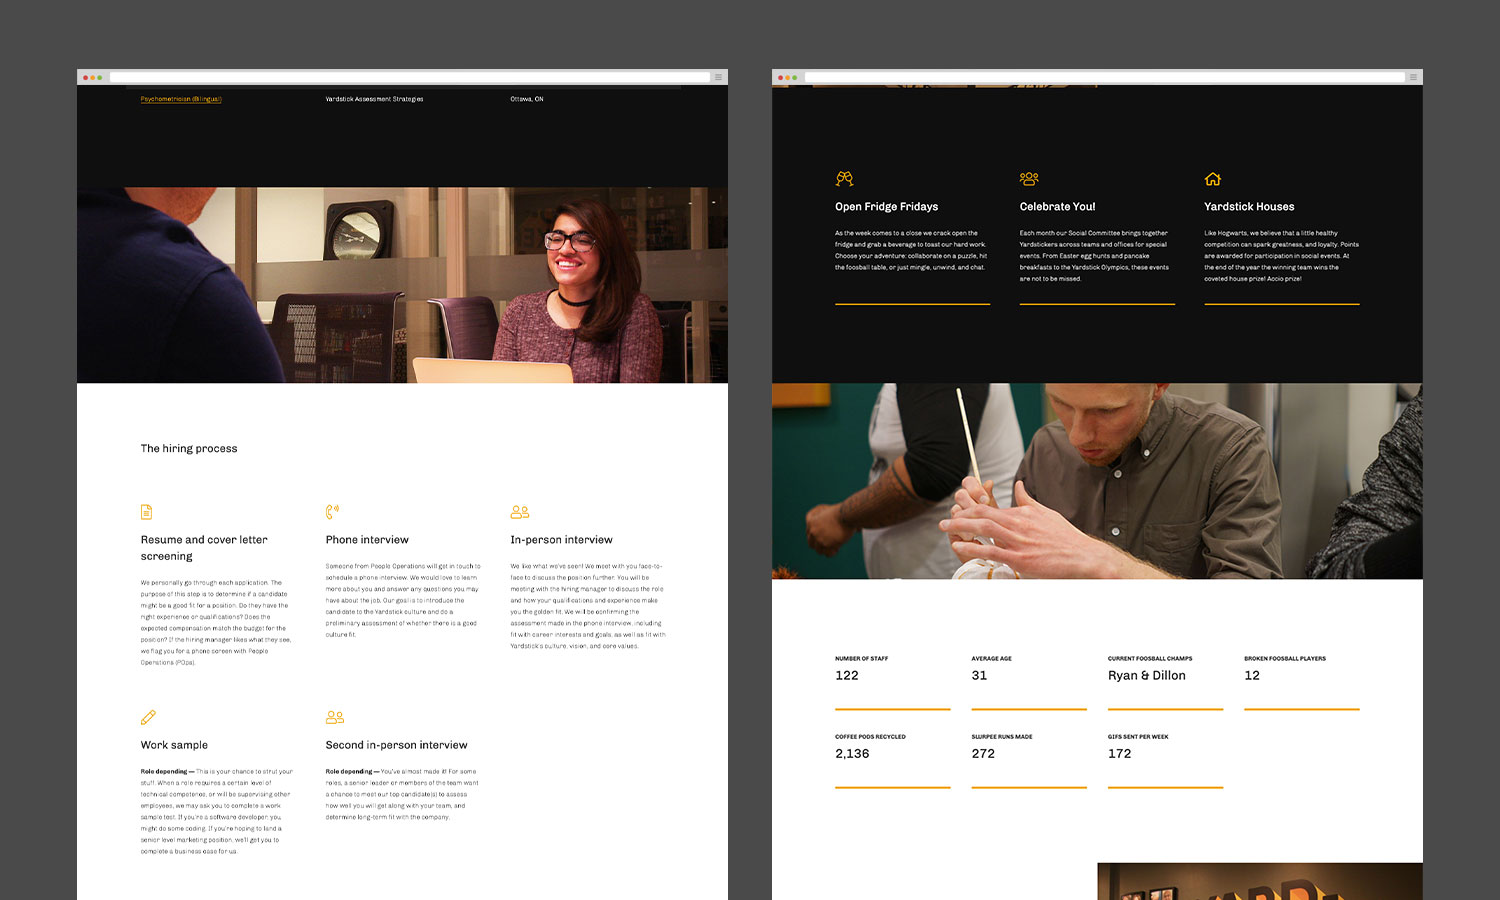 Psychometrician (Bilingual)
Yardstick Assessment Strategies
Ottawa, ON
The hiring process
Resume and cover letter
screening
We personally go through each application. The
purpose of this step is to determine if a candidate
might be a good fit for a position. Do they have the
right experience or qualifications? Does the
expected compensation match the budget for the
position? If the hiring manager likes what they see,
we flag you for a phone screen with People
Operations (POps).
Phone interview
Someone from People Operations will get in touch to
schedule a phone interview. We would love to learn
more about you and answer any questions you may
have about the job. Our goal is to introduce the
candidate to the Yardstick culture and do a
preliminary assessment of whether there is a good
culture fit.
In-person interview
We like what we've seen! We meet with you face-to-
face to discuss the position further. You will be
meeting with the hiring manager to discuss the role
and how your qualifications and experience make
you the golden fit. We will be confirming the
assessment made in the phone interview, including
fit with career interests and goals, as well as fit with
Yardstick's culture, vision, and core values.
Work sample
Role depending — This is your chance to strut your
stuff. When a role requires a certain level of
technical competence, or will be supervising other
employees, we may ask you to complete a work
sample test. If you're a software developer, you
might do some coding. If you're hoping to land a
senior level marketing position, we'll get you to
complete a business case for us.
Second in-person interview
Role depending — You've almost made it! For some
roles, a senior leader or members of the team want
a chance to meet our top candidate(s) to assess
how well you will get along with your team, and
determine long-term fit with the company.
Open Fridge Fridays
As the week comes to a close we crack open the
fridge and grab a beverage to toast our hard work.
Choose your adventure: collaborate on a puzzle, hit
the foosball table, or just mingle, unwind, and chat.
Celebrate You!
Each month our Social Committee brings together
Yardstickers across teams and offices for special
events. From Easter egg hunts and pancake
breakfasts to the Yardstick Olympics, these events
are not to be missed.
Yardstick Houses
Like Hogwarts, we believe that a little healthy
competition can spark greatness, and loyalty. Points
are awarded for participation in social events. At
the end of the year the winning team wins the
coveted house prize! Accio prize!
NUMBER OF STAFF
122
AVERAGE AGE
31
CURRENT FOOSBALL CHAMPS
Ryan & Dillon
BROKEN FOOSBALL PLAYERS
12
COFFEE PODS RECYCLED
2,136
SLURPEE RUNS MADE
272
GIFS SENT PER WEEK
172